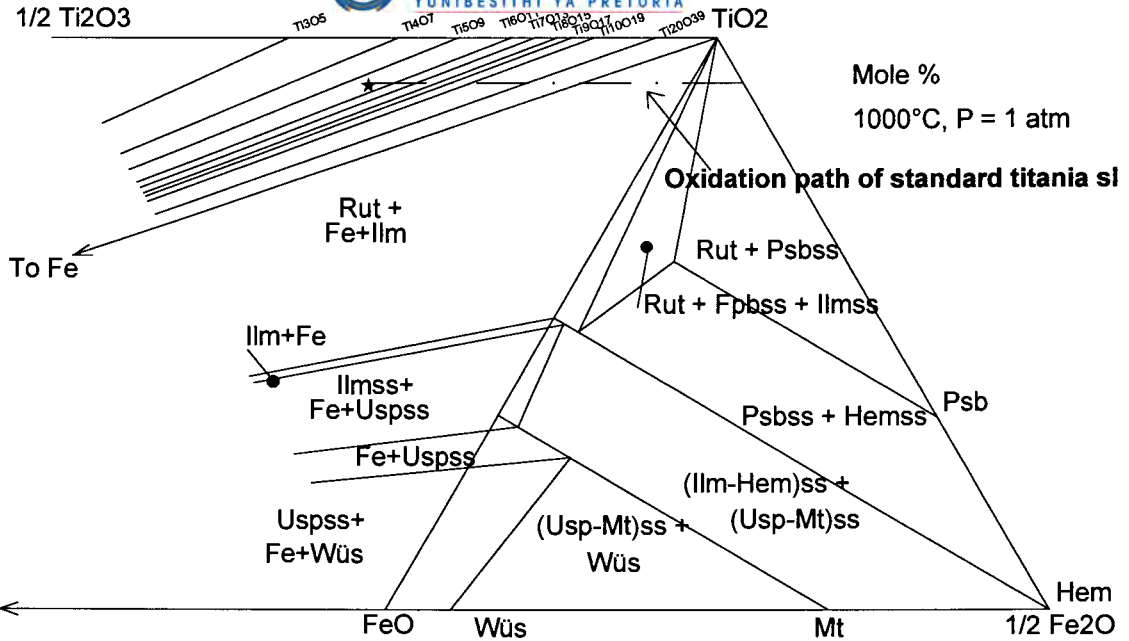 YUNIBESITHI YA PRETORIA
1/2 Ti2O3
Ti3O5
Ti4O7
Ti5O9
Ti8O15
Ti9O17
Ti10O19
Ti20O39
TiO2
Mole %
1000°C, P = 1 atm
Oxidation path of standard titania sl
Rut +
Fe+Ilm
To Fe
Rut + Psbss
Rut + Fpbss + Ilmss
Ilm+Fe
Ilmss+
Fe+Uspss
Psb
Psbss + Hemss
Fe+Uspss
(Ilm-Hem)ss +
(Usp-Mt)ss
Uspss+
Fe+Wüs
(Usp-Mt)ss +
Wüs
Hem
FeO
Wüs
Mt
1/2 Fe2O